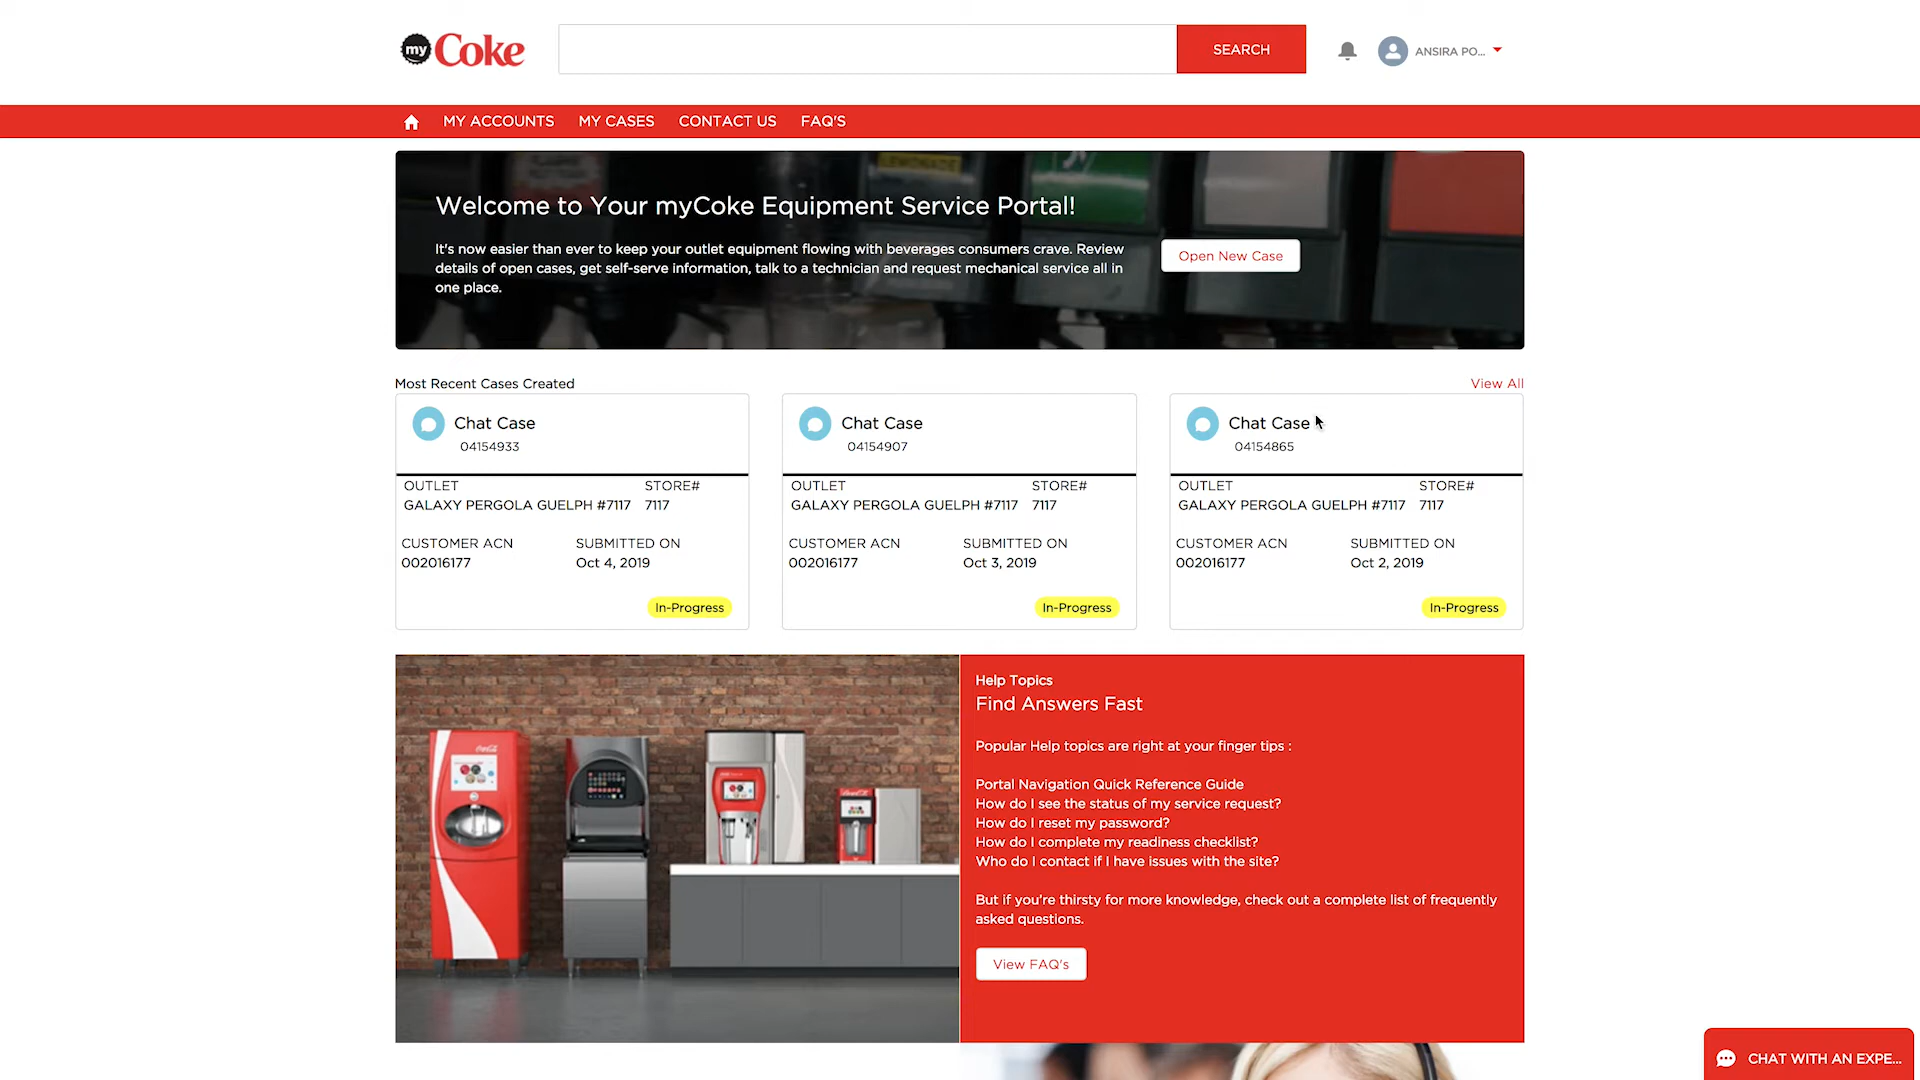 my Coke
SEARCH
ANSIRA PO...
MY ACCOUNTS MY CASES CONTACT US FAQ'S
LEMONADE
Welcome to Your myCoke Equipment Service Portal!
It's now easier than ever to keep your outlet equipment flowing with beverages consumers crave. Review
details of open cases, get self-serve information, talk to a technician and request mechanical service all in
one place.
Open New Case
Most Recent Cases Created
View All
Chat Case
04154933
OUTLET STORE#
GALAXY PERGOLA GUELPH #7117 7117
CUSTOMER ACN SUBMITTED ON
002016177 Oct 4, 2019
In-Progress
Chat Case
04154907
OUTLET STORE#
GALAXY PERGOLA GUELPH #7117 7117
CUSTOMER ACN SUBMITTED ON
002016177 Oct 3, 2019
In-Progress
Chat Case
04154865
OUTLET STORE#
GALAXY PERGOLA GUELPH #7117 7117
CUSTOMER ACN SUBMITTED ON
002016177 Oct 2, 2019
In-Progress
Help Topics
Find Answers Fast
Popular Help topics are right at your finger tips :
Portal Navigation Quick Reference Guide
How do I see the status of my service request?
How do I reset my password?
How do I complete my readiness checklist?
Who do I contact if I have issues with the site?
But if you're thirsty for more knowledge, check out a complete list of frequently
asked questions.
View FAQ's
CHAT WITH AN EXPE...